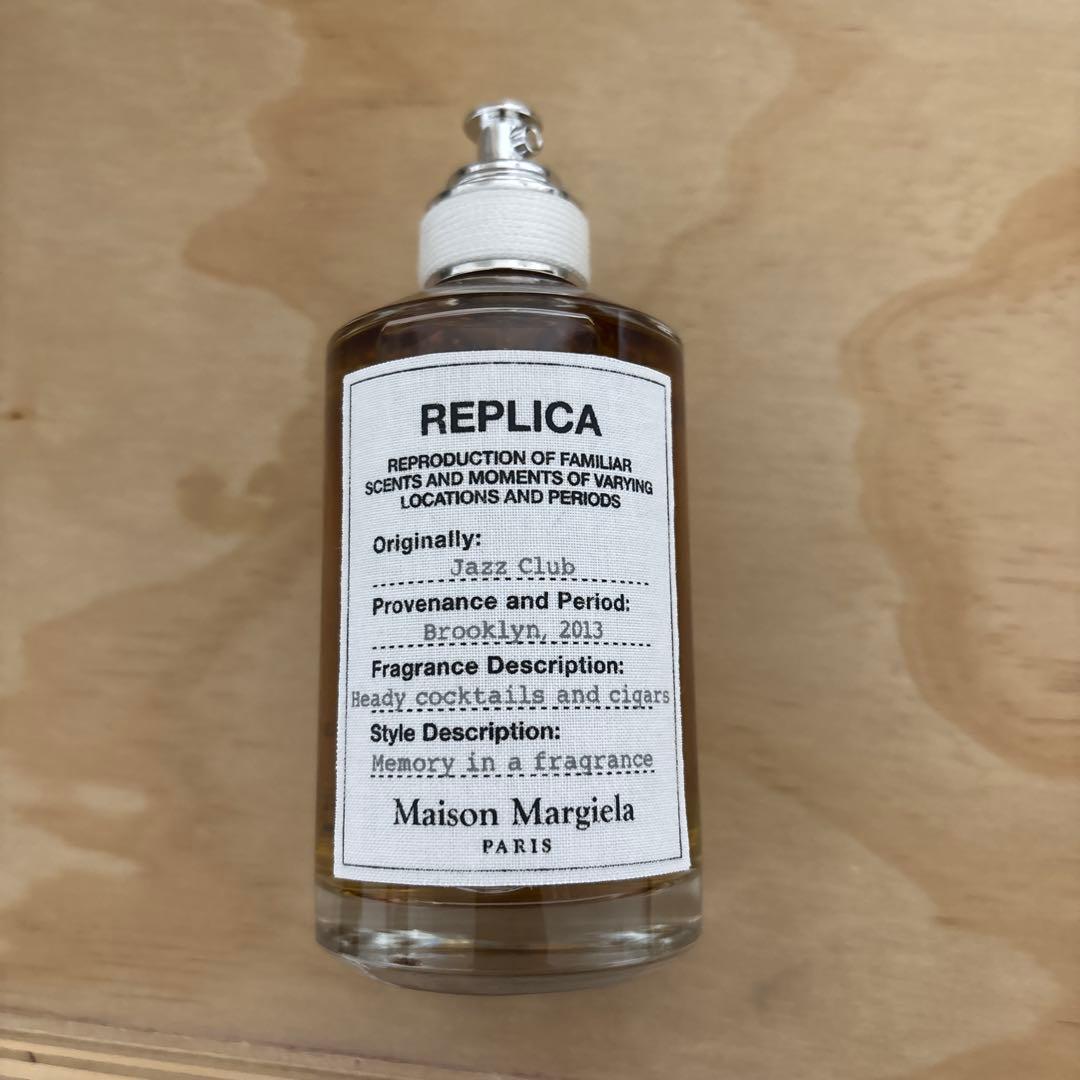 REPLICA
REPRODUCTION OF FAMILIAR
SCENTS AND MOMENTS OF VARYING
LOCATIONS AND PERIODS
Originally:
Jazz Club
Provenance and Period:
Brooklyn, 2013
Fragrance Description:
Heady cocktails and cigars
Style Description:
Memory in a fragrance
Maison Margiela
PARIS